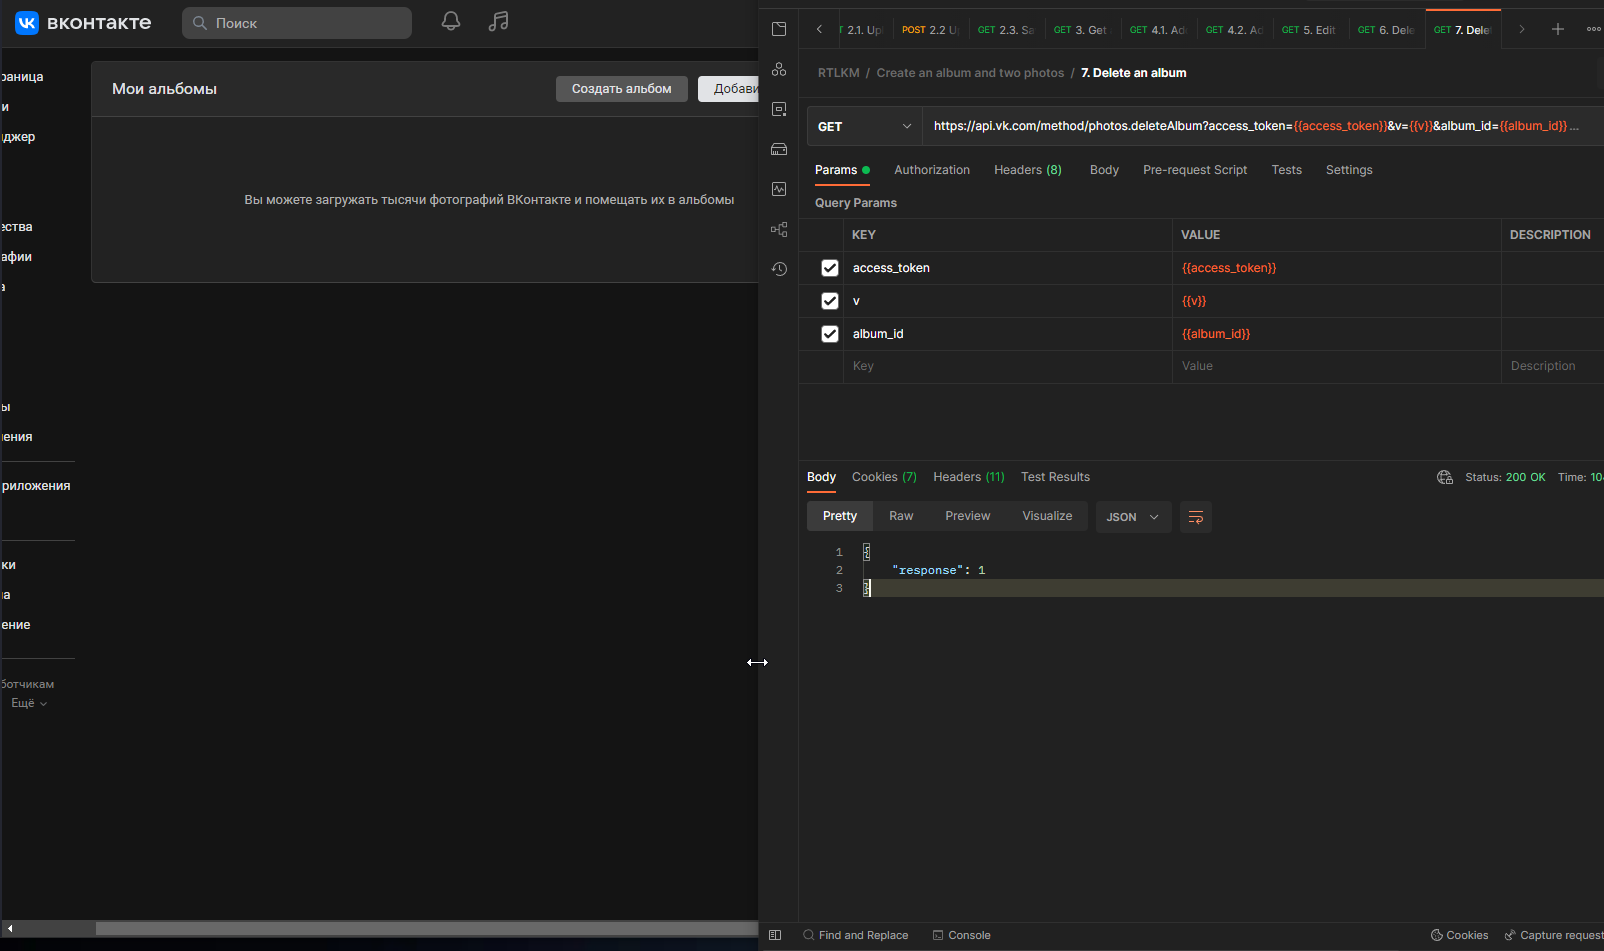 вконтакте
Поиск
раница
и
джер
ества
афии
а
ы
ения
риложения
ки
а
ение
ботчикам
Ещё
Мои альбомы
Создать альбом
Добави
Вы можете загружать тысячи фотографий ВКонтакте и помещать их в альбомы
T 2.1. Up
POST 2.2 U
GET 2.3. Sa
GET 3. Get
GET 4.1. Ad
GET 4.2. Ad
GET 5. Edit
GET 6. Dele
GET 7. Delet
RTLKM / Create an album and two photos / 7. Delete an album
GET
https://api.vk.com/method/photos.deleteAlbum?access_token={{access_token}}&v={{v}}&album_id={{album_id}} ...
Params
Authorization
Headers (8)
Body
Pre-request Script
Tests
Settings
Query Params
KEY VALUE DESCRIPTION
access_token {{access_token}}
v {{v}}
album_id {{album_id}}
Key Value Description
Body
Cookies (7)
Headers (11)
Test Results
Status: 200 OK
Time: 10
Pretty
Raw
Preview
Visualize
JSON
1 {
2 "response": 1
3 }
Find and Replace
Console
Cookies
Capture request